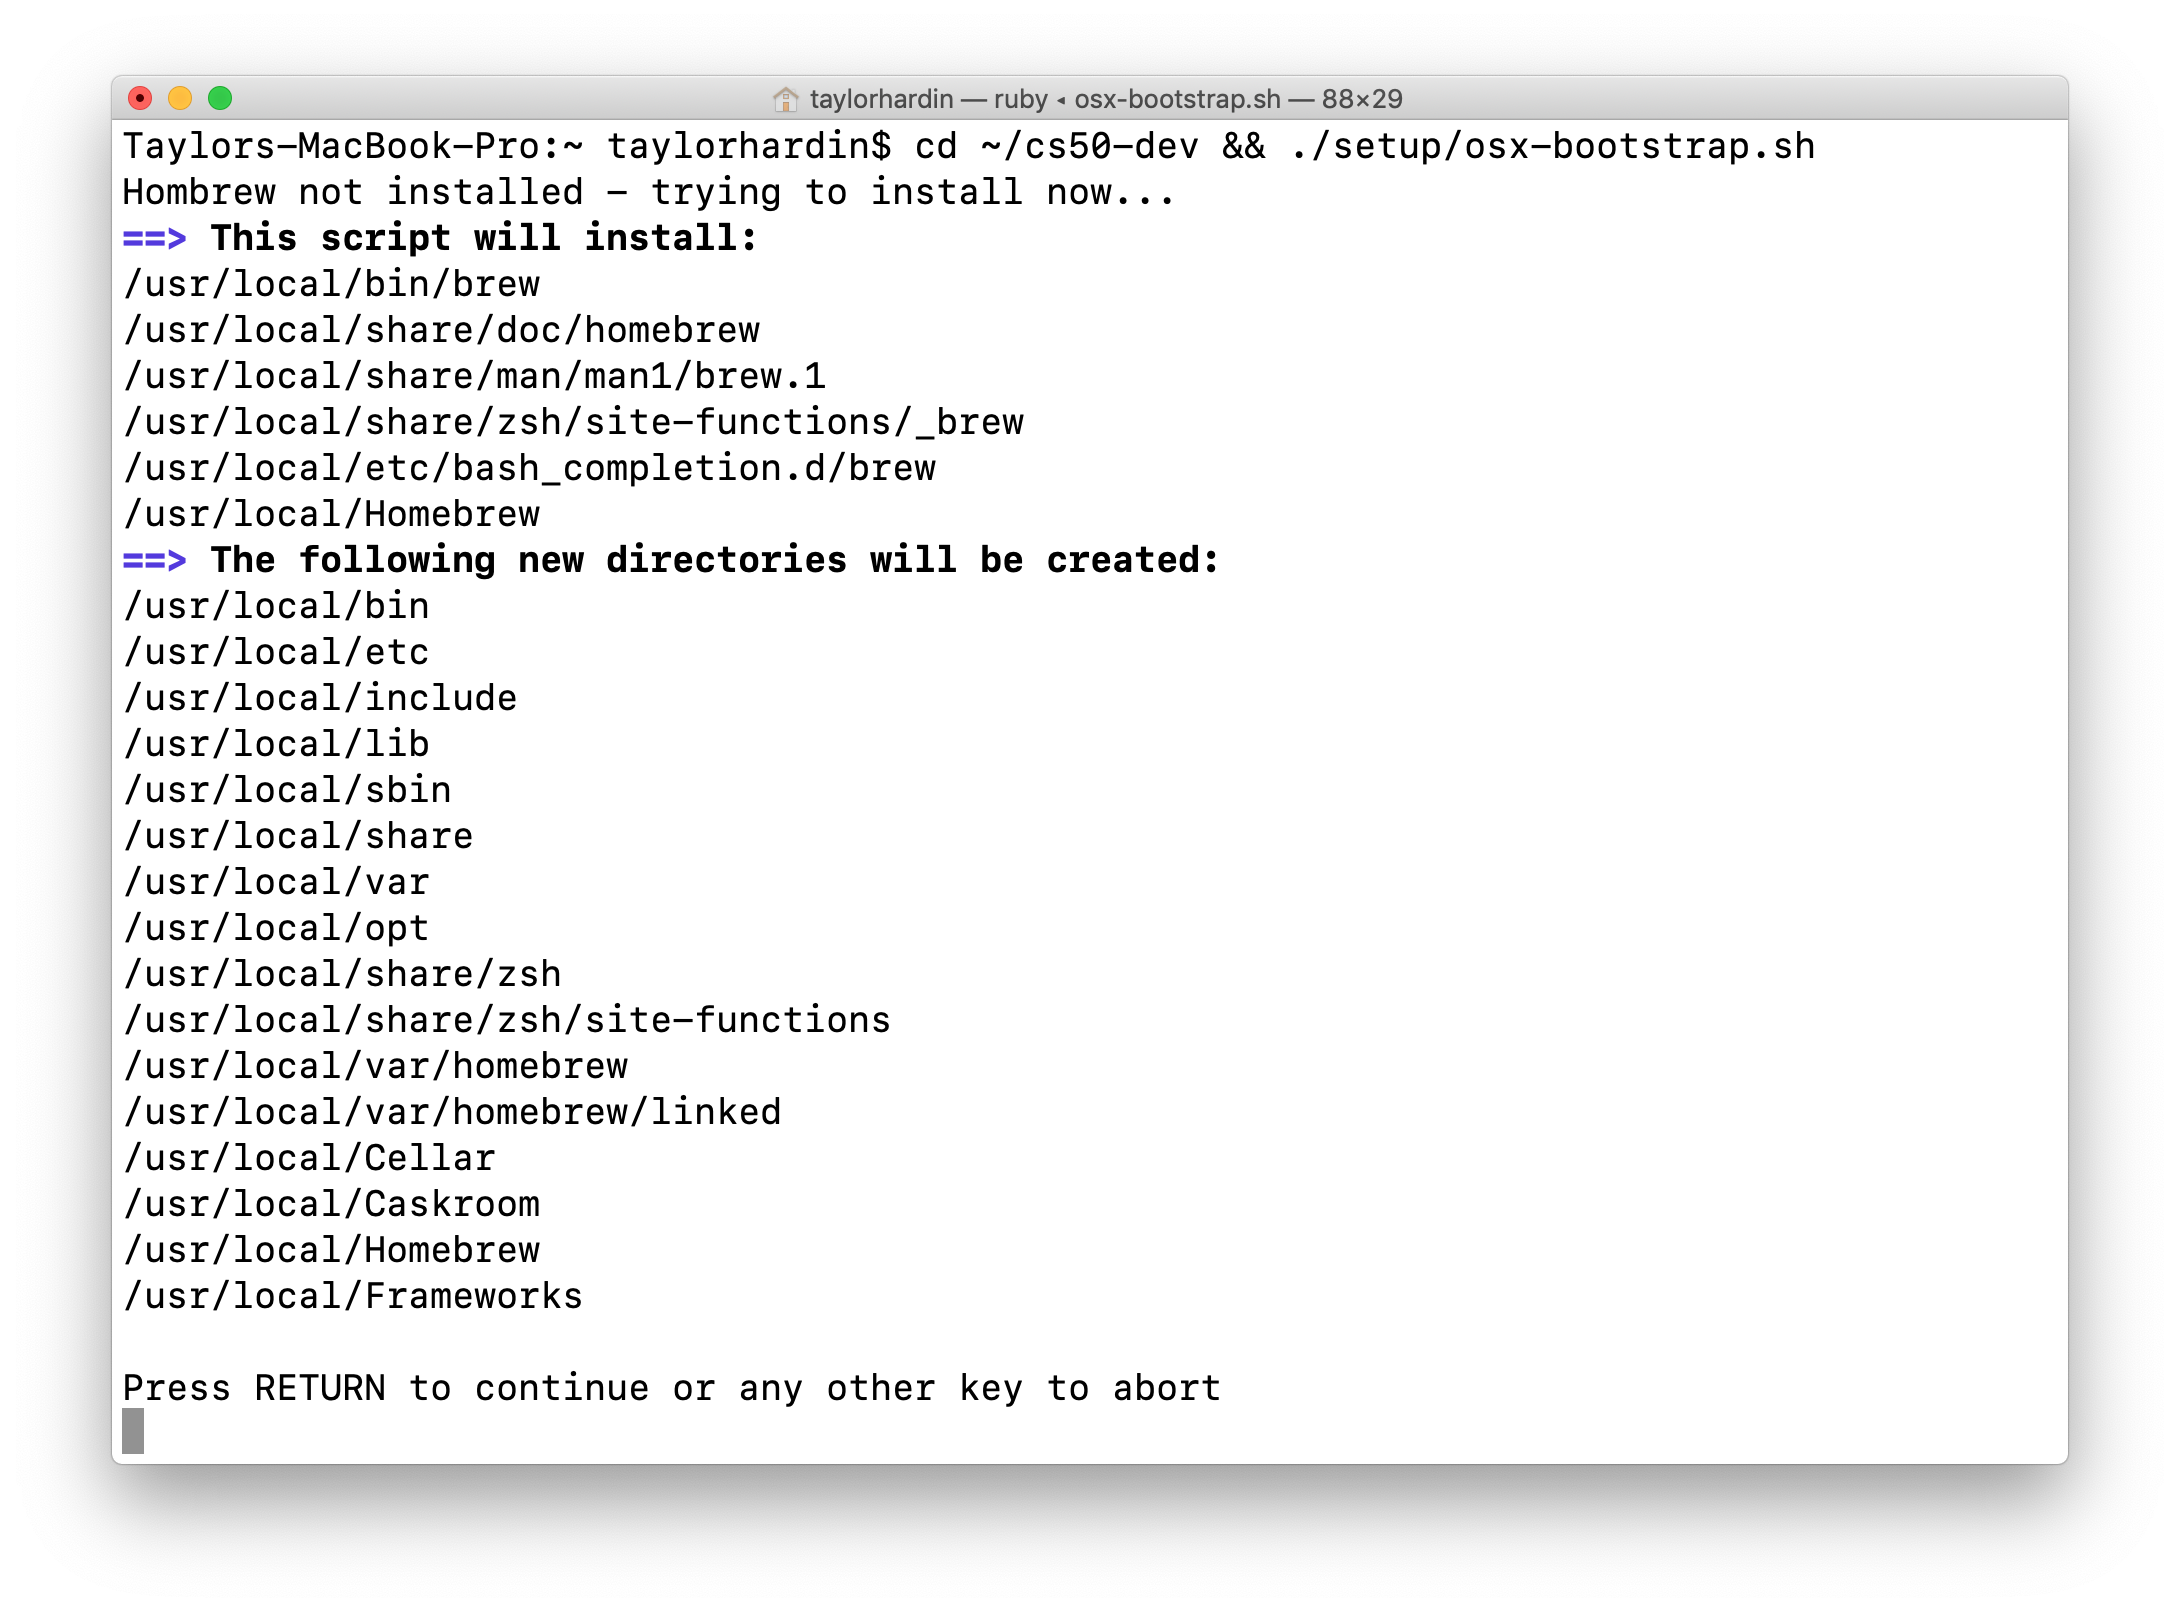 taylorhardin — ruby ◂ osx-bootstrap.sh — 88×29
Taylors-MacBook-Pro:~ taylorhardin$ cd ~/cs50-dev && ./setup/osx-bootstrap.sh
Hombrew not installed - trying to install now...
==> This script will install:
/usr/local/bin/brew
/usr/local/share/doc/homebrew
/usr/local/share/man/man1/brew.1
/usr/local/share/zsh/site-functions/_brew
/usr/local/etc/bash_completion.d/brew
/usr/local/Homebrew
==> The following new directories will be created:
/usr/local/bin
/usr/local/etc
/usr/local/include
/usr/local/lib
/usr/local/sbin
/usr/local/share
/usr/local/var
/usr/local/opt
/usr/local/share/zsh
/usr/local/share/zsh/site-functions
/usr/local/var/homebrew
/usr/local/var/homebrew/linked
/usr/local/Cellar
/usr/local/Caskroom
/usr/local/Homebrew
/usr/local/Frameworks
Press RETURN to continue or any other key to abort